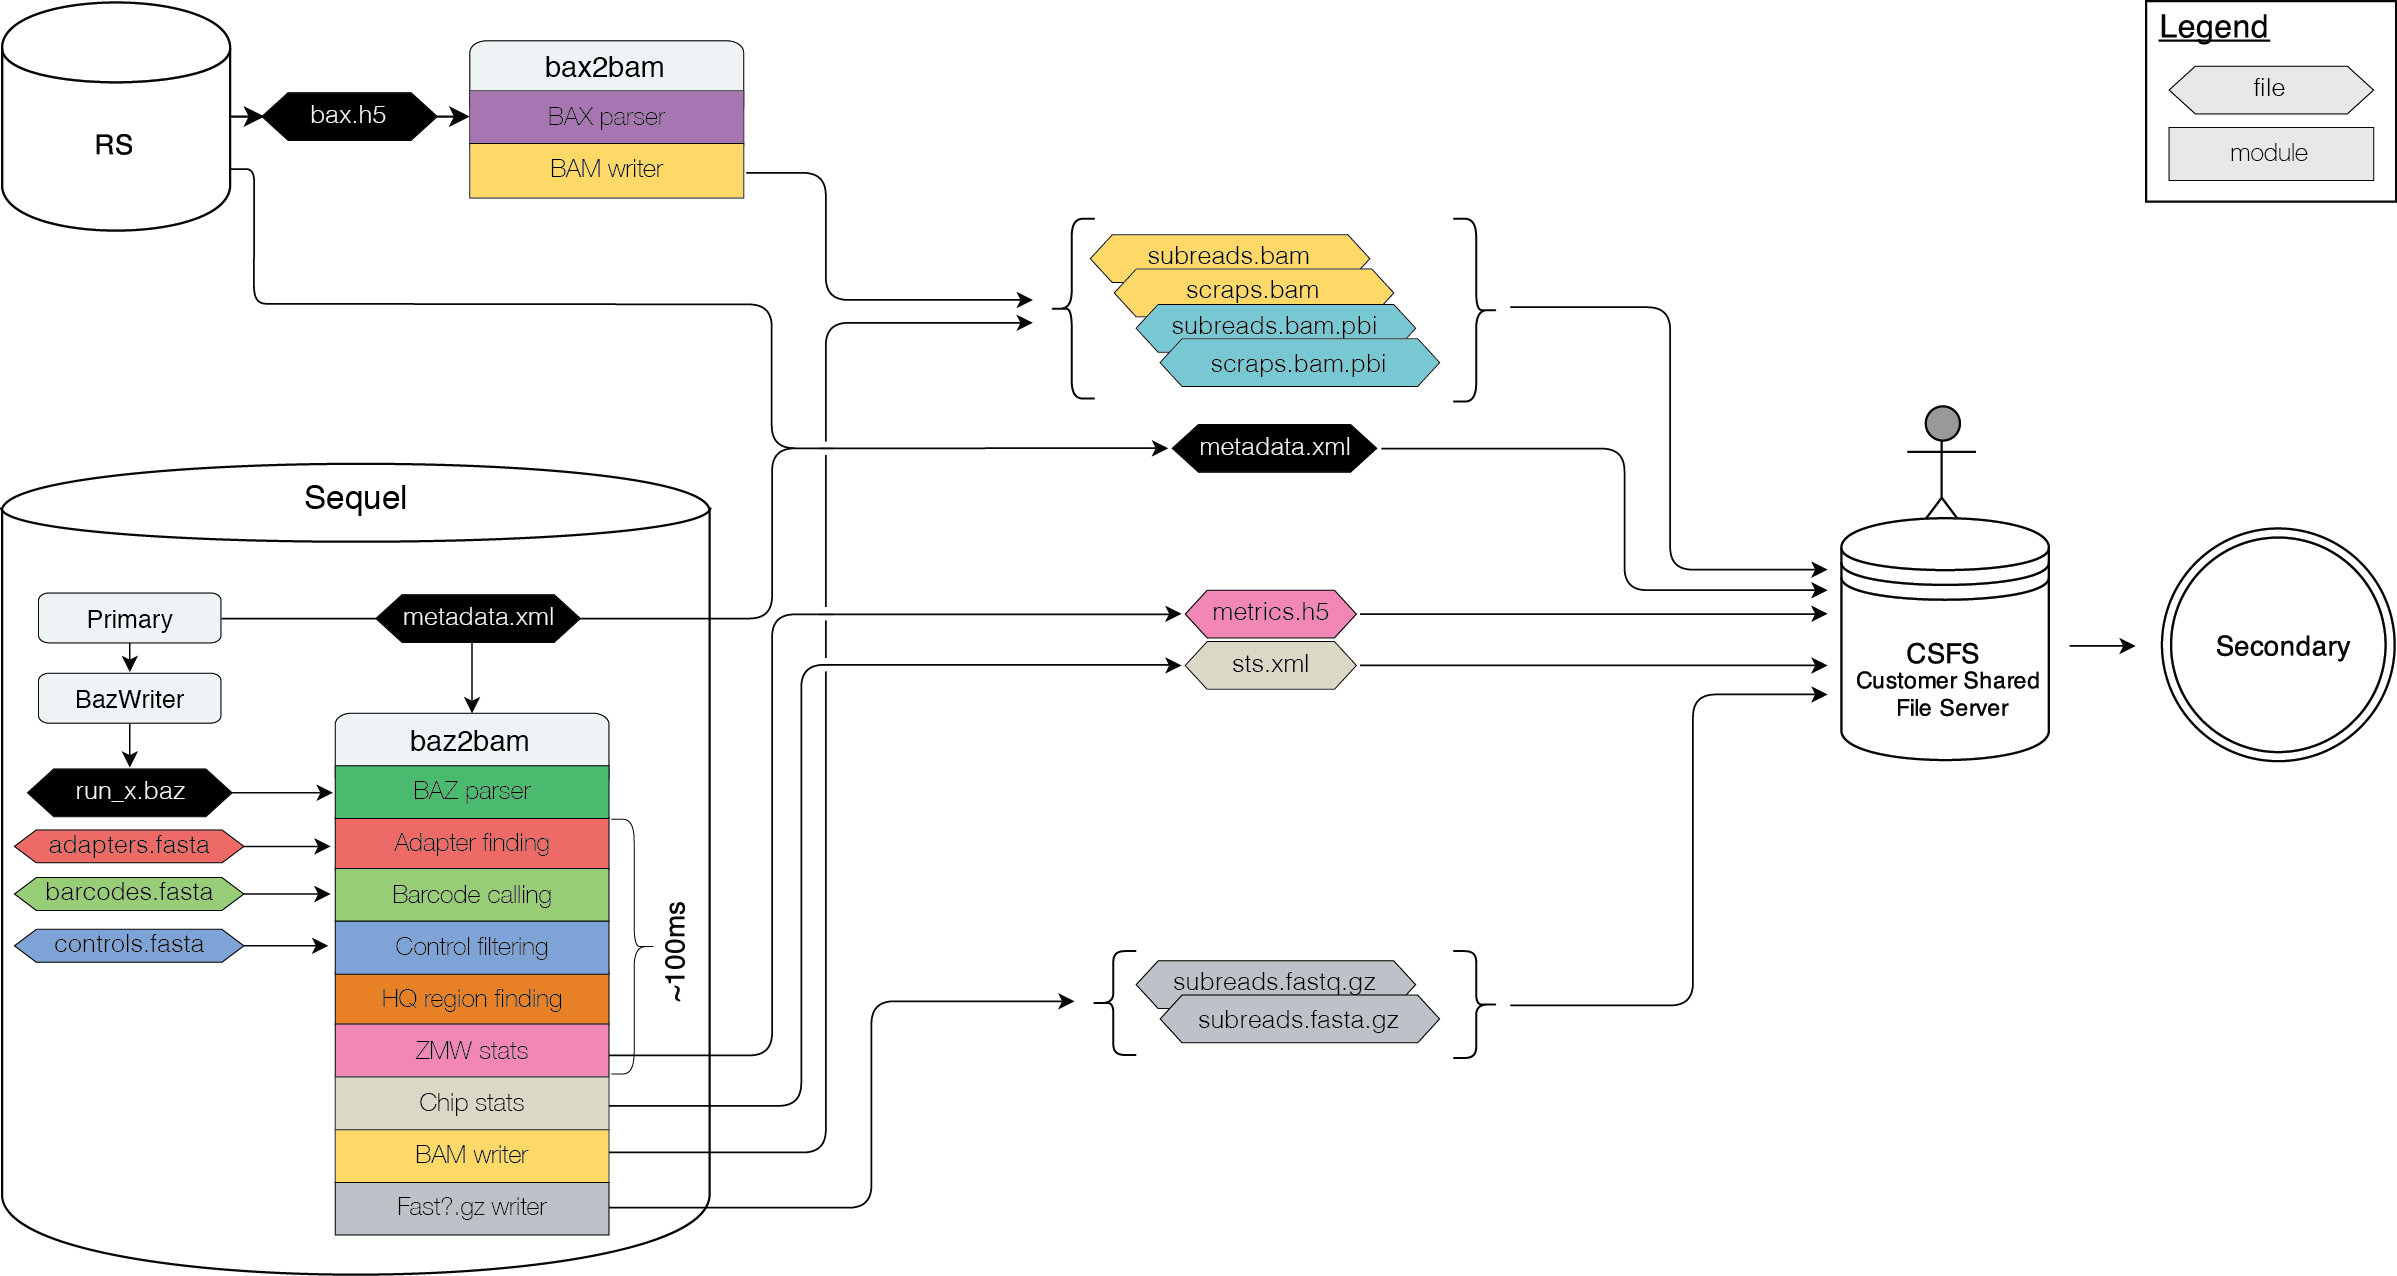 RS
bax.h5
bax2bam
BAX parser
BAM writer
Legend
file
module
subreads.bam
scraps.bam
subreads.bam.pbi
scraps.bam.pbi
metadata.xml
Sequel
Primary
metadata.xml
BazWriter
run_x.baz
adapters.fasta
barcodes.fasta
controls.fasta
baz2bam
BAZ parser
Adapter finding
Barcode calling
Control filtering
HQ region finding
ZMW stats
Chip stats
BAM writer
Fast?.gz writer
~100ms
metrics.h5
sts.xml
subreads.fastq.gz
subreads.fasta.gz
CSFS
Customer Shared
File Server
Secondary